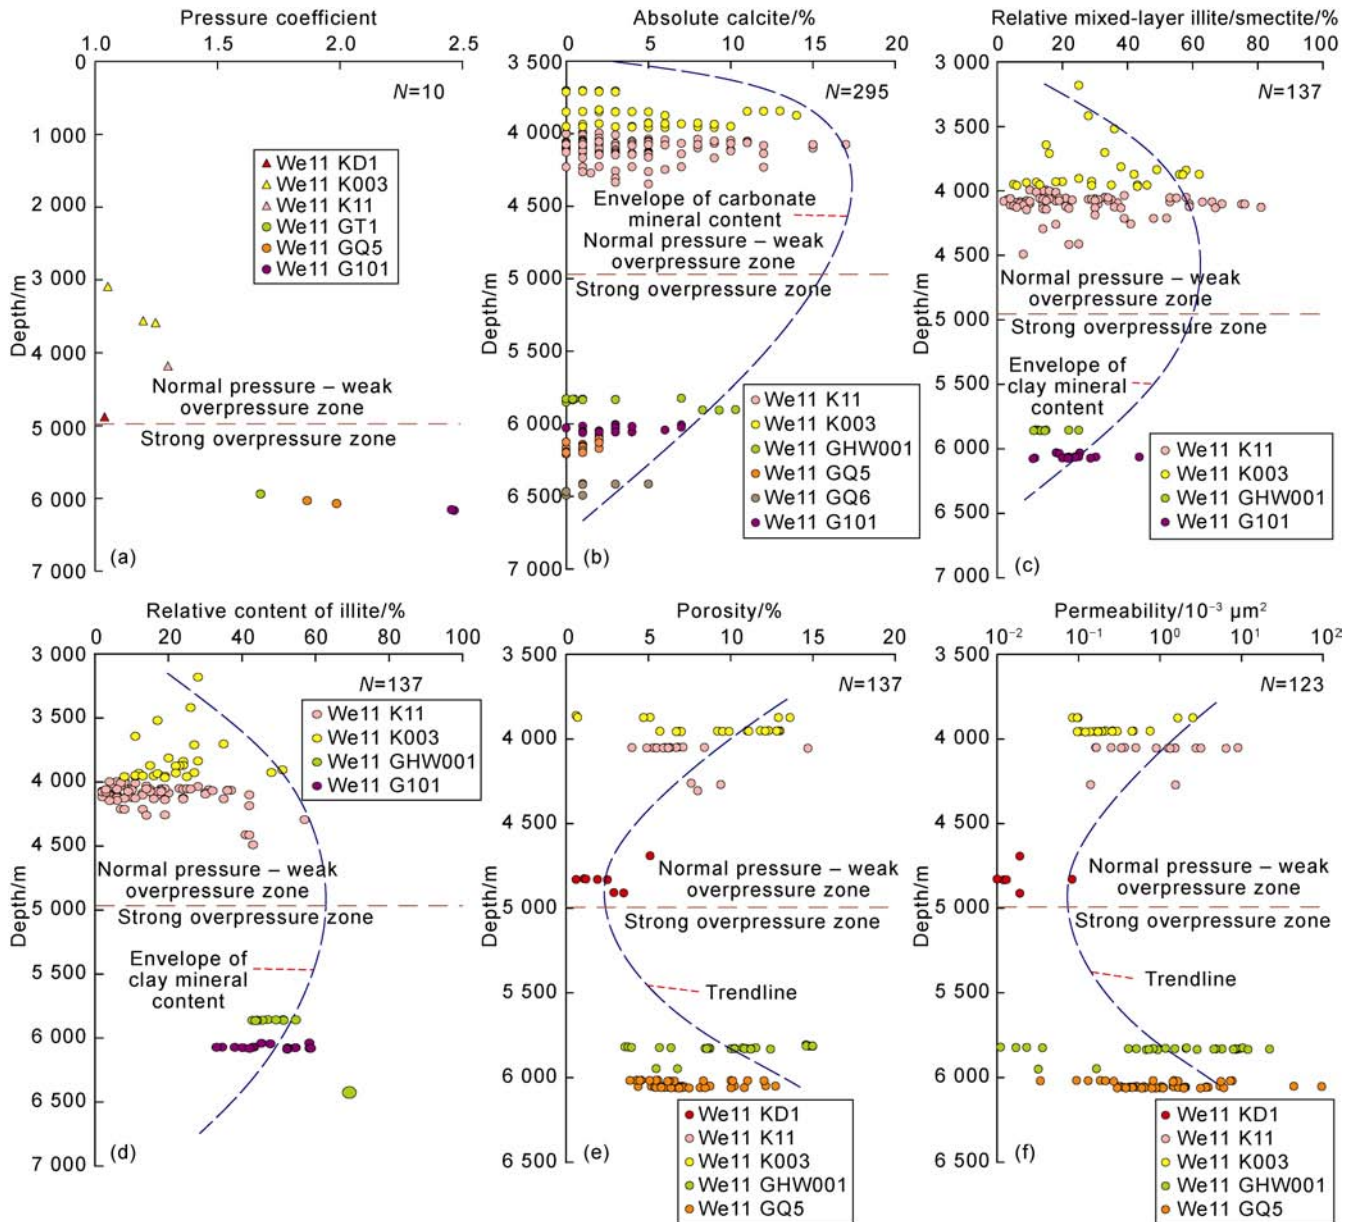 Pressure coefficient
1.0 1.5 2.0 2.5
0
1 000
2 000
3 000
4 000
5 000
6 000
7 000
Depth/m
N=10
We11 KD1
We11 K003
We11 K11
We11 GT1
We11 GQ5
We11 G101
Normal pressure – weak
overpressure zone
Strong overpressure zone
(a)
Absolute calcite/%
0 5 10 15 20
3 500
4 000
4 500
5 000
5 500
6 000
6 500
7 000
Depth/m
N=295
Envelope of carbonate
mineral content
Normal pressure – weak
overpressure zone
Strong overpressure zone
We11 K11
We11 K003
We11 GHW001
We11 GQ5
We11 GQ6
We11 G101
(b)
Relative mixed-layer illite/smectite/%
0 20 40 60 80 100
3 000
3 500
4 000
4 500
5 000
5 500
6 000
6 500
7 000
Depth/m
N=137
Normal pressure – weak
overpressure zone
Strong overpressure zone
Envelope of
clay mineral
content
We11 K11
We11 K003
We11 GHW001
We11 G101
(c)
Relative content of illite/%
0 20 40 60 80 100
3 000
3 500
4 000
4 500
5 000
5 500
6 000
6 500
7 000
Depth/m
N=137
We11 K11
We11 K003
We11 GHW001
We11 G101
Normal pressure – weak
overpressure zone
Strong overpressure zone
Envelope of
clay mineral
content
(d)
Porosity/%
0 5 10 15 20
3 500
4 000
4 500
5 000
5 500
6 000
6 500
Depth/m
N=137
Normal pressure – weak
overpressure zone
Strong overpressure zone
Trendline
(e)
We11 KD1
We11 K11
We11 K003
We11 GHW001
We11 GQ5
Permeability/10⁻³ μm²
10⁻² 10⁻¹ 10⁰ 10¹ 10²
3 500
4 000
4 500
5 000
5 500
6 000
6 500
Depth/m
N=123
Normal pressure – weak
overpressure zone
Strong overpressure zone
Trendline
(f)
We11 KD1
We11 K11
We11 K003
We11 GHW001
We11 GQ5